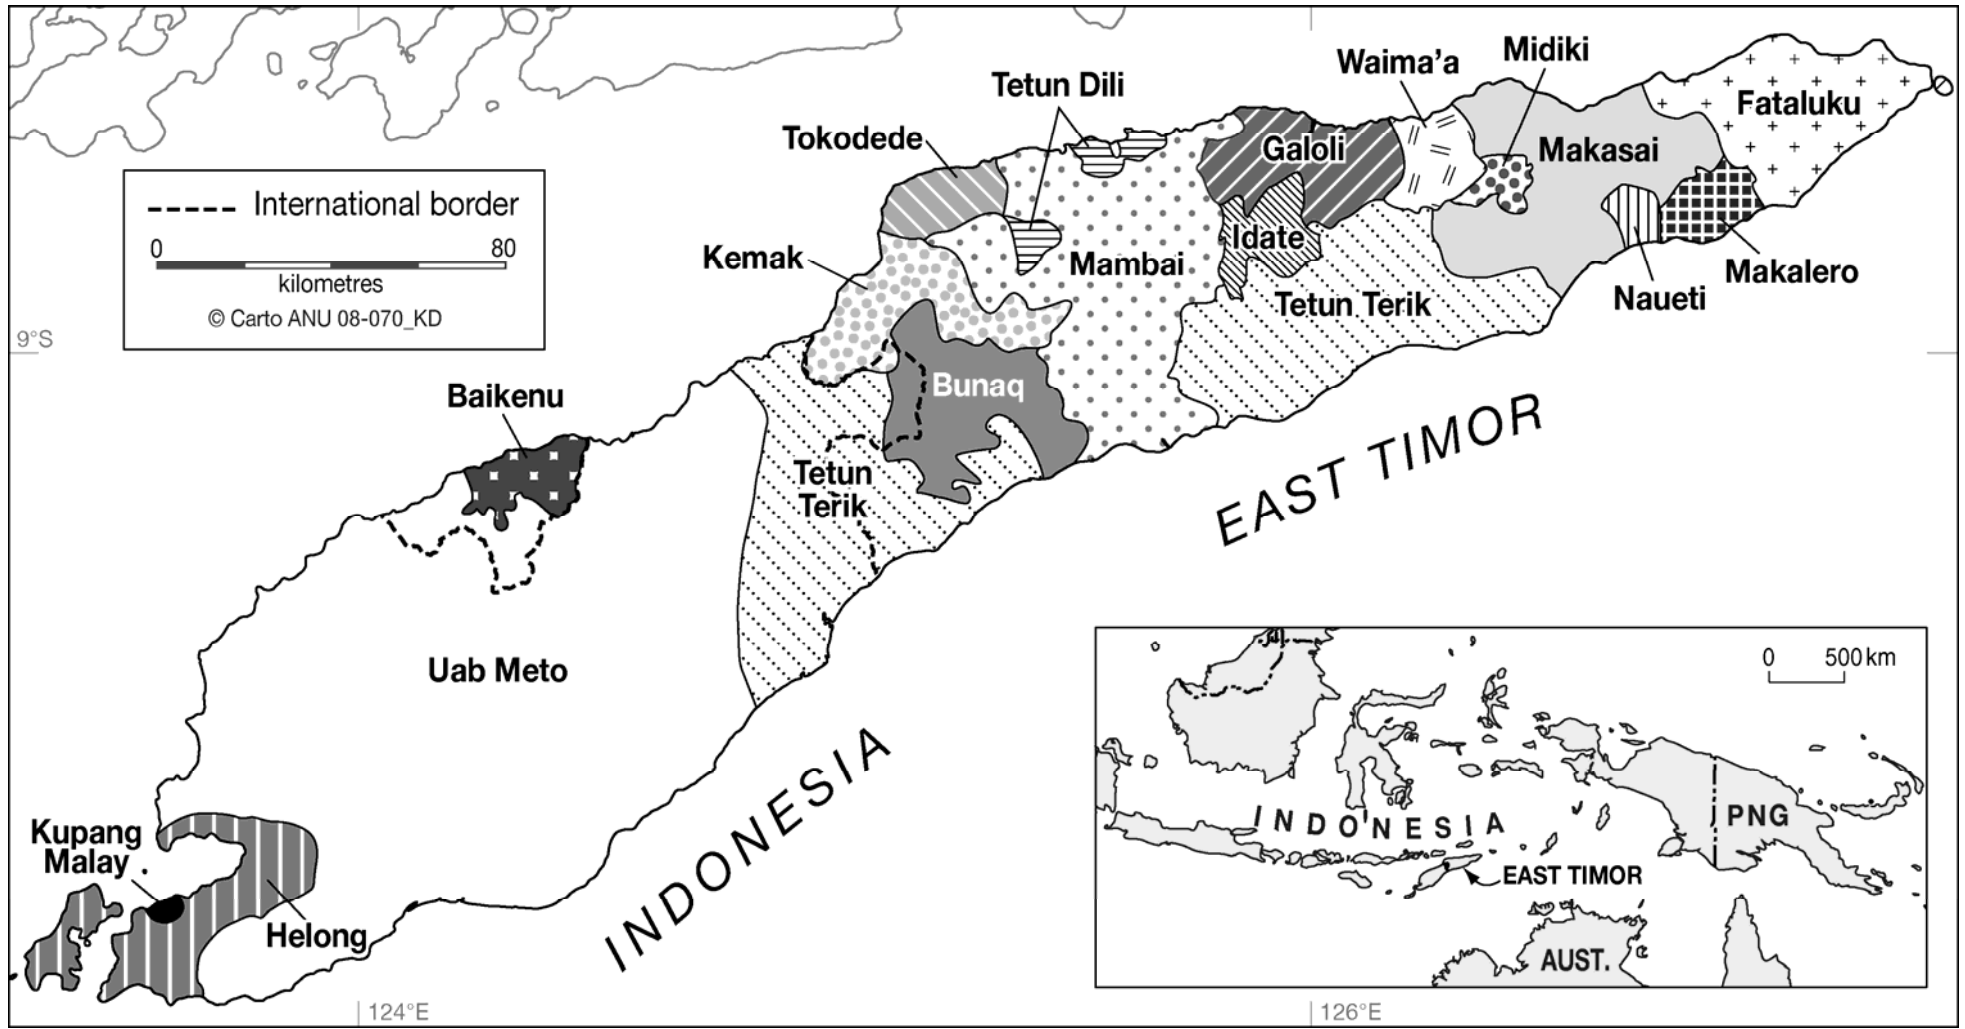 Midiki
Waima'a
Tetun Dili
Fataluku
Tokodede
Galoli
Makasai
International border
0 80
kilometres
© Carto ANU 08-070_KD
Kemak
Mambai
Idate
Makalero
Naueti
Tetun Terik
9°S
Baikenu
Bunaq
EAST TIMOR
Tetun
Terik
Uab Meto
INDONESIA
Kupang
Malay
Helong
0 500 km
INDONESIA
PNG
EAST TIMOR
AUST.
124°E
126°E